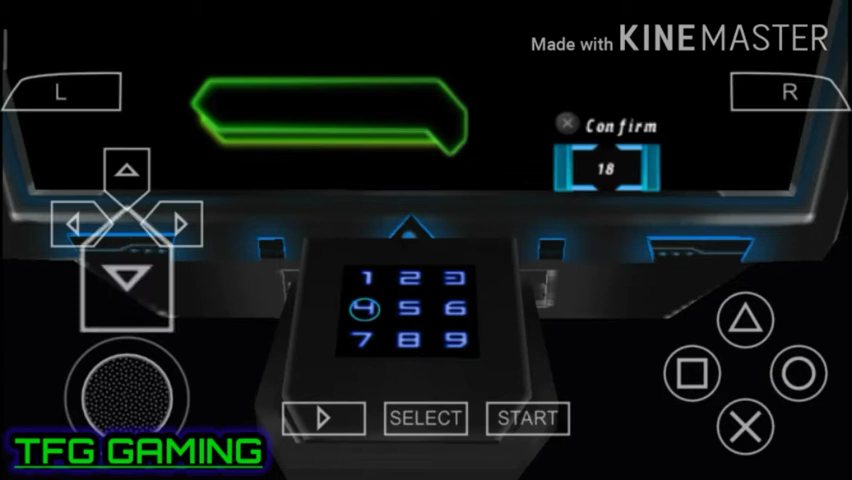 Made with KINEMASTER
L
R
Confirm
18
1 2 3
4 5 6
7 8 9
SELECT
START
TFG GAMING